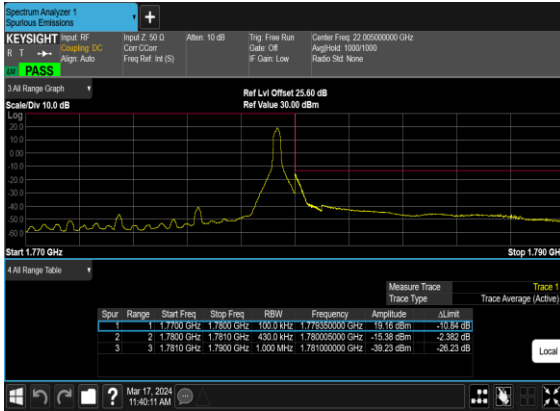 Spectrum Analyzer 1
Spurious Emissions
+
KEYSIGHT
R T
PASS
Input: RF
Coupling: DC
Align: Auto
Input Z: 50 Ω
Corr CCorr
Freq Ref: Int (S)
Atten: 10 dB
Trig: Free Run
Gate: Off
IF Gain: Low
Center Freq: 22.005000000 GHz
Avg|Hold: 1000/1000
Radio Std: None
3 All Range Graph
Scale/Div 10.0 dB
Ref Lvl Offset 25.60 dB
Ref Value 30.00 dBm
Log
20.0
10.0
0.00
-10.0
-20.0
-30.0
-40.0
-50.0
-60.0
Start 1.770 GHz
Stop 1.790 GH
4 All Range Table
Measure Trace Trace 1
Trace Type Trace Average (Active)
Spur Range Start Freq Stop Freq RBW Frequency Amplitude ΔLimit
1 1 1.7700 GHz 1.7800 GHz 100.0 kHz 1.779350000 GHz 19.16 dBm -10.84 dB
2 2 1.7800 GHz 1.7810 GHz 430.0 kHz 1.780005000 GHz -15.38 dBm -2.382 dB
3 3 1.7810 GHz 1.7900 GHz 1.000 MHz 1.781000000 GHz -39.23 dBm -26.23 dB
Local
?
Mar 17, 2024
11:40:11 AM